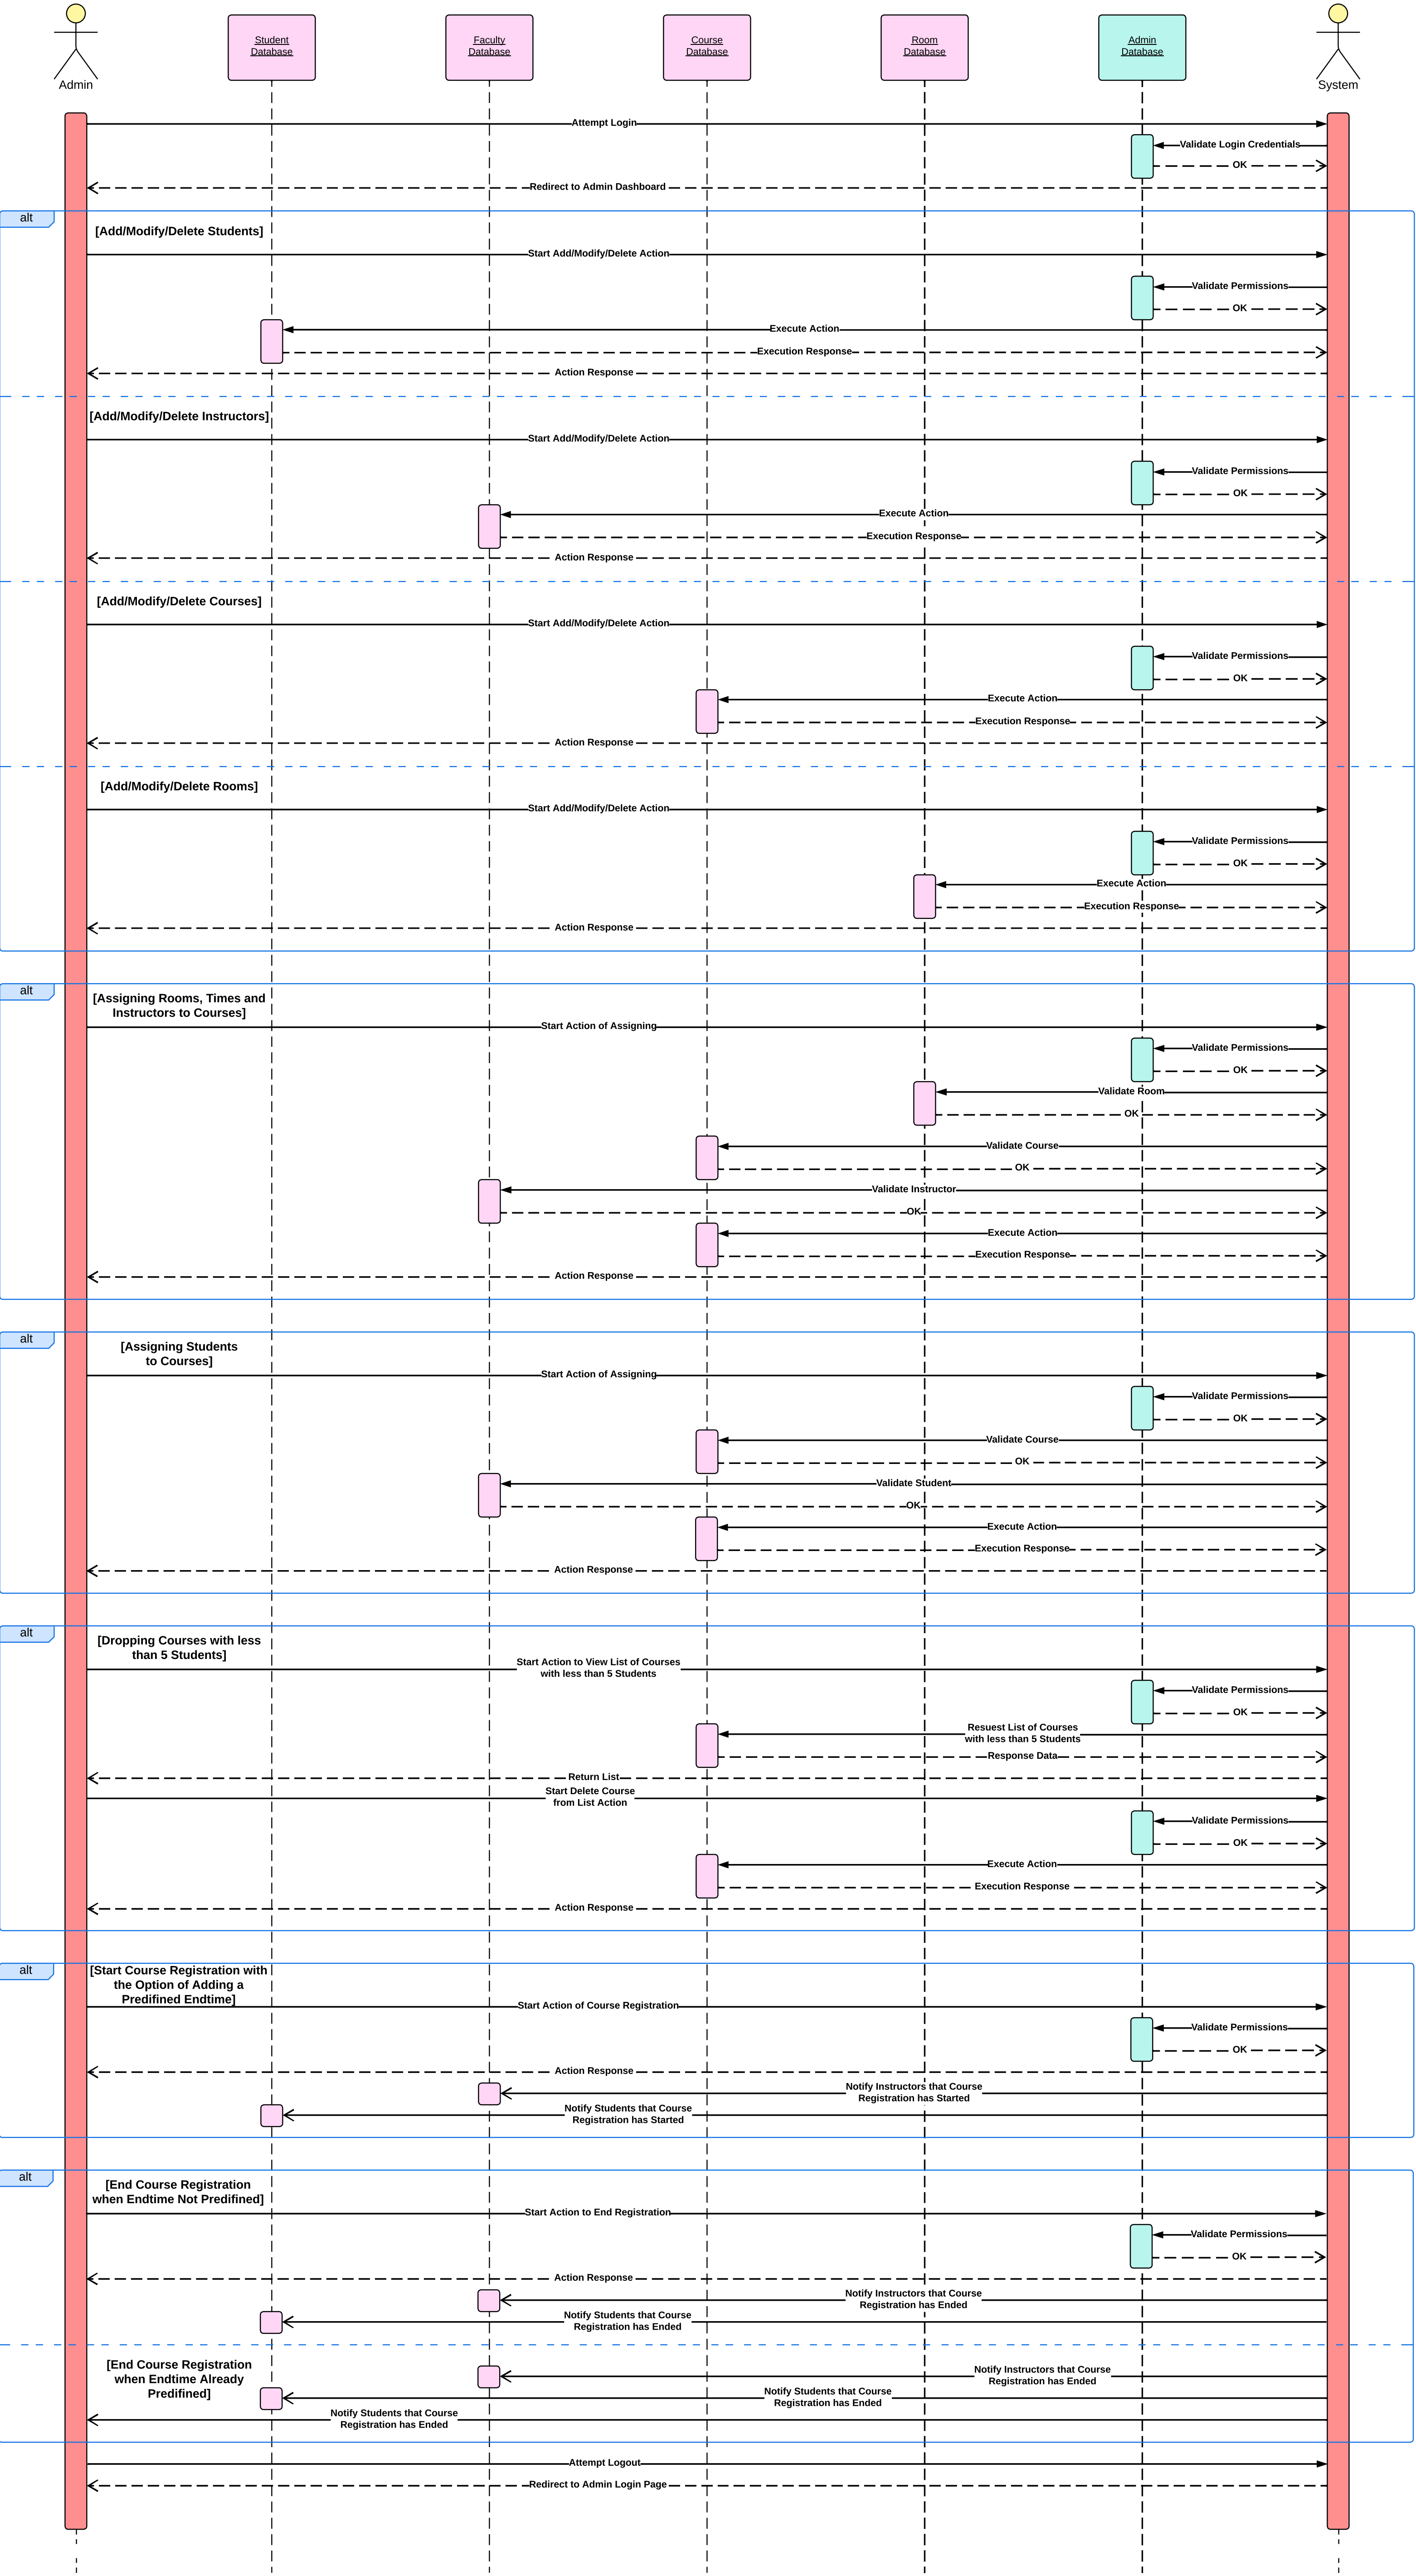 Student
Database
Faculty
Database
Course
Database
Room
Database
Admin
Database
Admin
System
Attempt Login
Validate Login Credentials
OK
Redirect to Admin Dashboard
alt
[Add/Modify/Delete Students]
Start Add/Modify/Delete Action
Validate Permissions
OK
Execute Action
Execution Response
Action Response
[Add/Modify/Delete Instructors]
Start Add/Modify/Delete Action
Validate Permissions
OK
Execute Action
Execution Response
Action Response
[Add/Modify/Delete Courses]
Start Add/Modify/Delete Action
Validate Permissions
OK
Execute Action
Execution Response
Action Response
[Add/Modify/Delete Rooms]
Start Add/Modify/Delete Action
Validate Permissions
OK
Execute Action
Execution Response
Action Response
alt
[Assigning Rooms, Times and
Instructors to Courses]
Start Action of Assigning
Validate Permissions
OK
Validate Room
OK
Validate Course
OK
Validate Instructor
OK
Execute Action
Execution Response
Action Response
alt
[Assigning Students
to Courses]
Start Action of Assigning
Validate Permissions
OK
Validate Course
OK
Validate Student
OK
Execute Action
Execution Response
Action Response
alt
[Dropping Courses with less
than 5 Students]
Start Action to View List of Courses
with less than 5 Students
Validate Permissions
OK
Resuest List of Courses
with less than 5 Students
Response Data
Return List
Start Delete Course
from List Action
Validate Permissions
OK
Execute Action
Execution Response
Action Response
alt
[Start Course Registration with
the Option of Adding a
Predifined Endtime]
Start Action of Course Registration
Validate Permissions
OK
Action Response
Notify Instructors that Course
Registration has Started
Notify Students that Course
Registration has Started
alt
[End Course Registration
when Endtime Not Predifined]
Start Action to End Registration
Validate Permissions
OK
Action Response
Notify Instructors that Course
Registration has Ended
Notify Students that Course
Registration has Ended
[End Course Registration
when Endtime Already
Predifined]
Notify Instructors that Course
Registration has Ended
Notify Students that Course
Registration has Ended
Notify Students that Course
Registration has Ended
Attempt Logout
Redirect to Admin Login Page